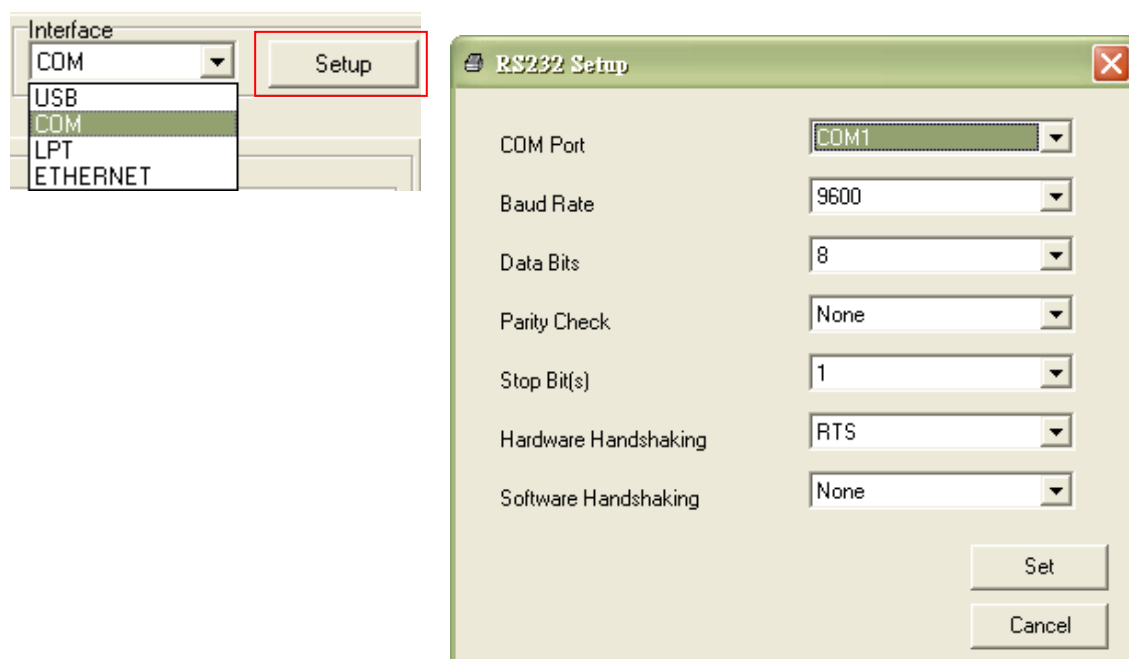 Interface
COM
Setup
USB
COM
LPT
ETHERNET
RS232 Setup
COM Port COM1
Baud Rate 9600
Data Bits 8
Parity Check None
Stop Bit(s) 1
Hardware Handshaking RTS
Software Handshaking None
Set
Cancel